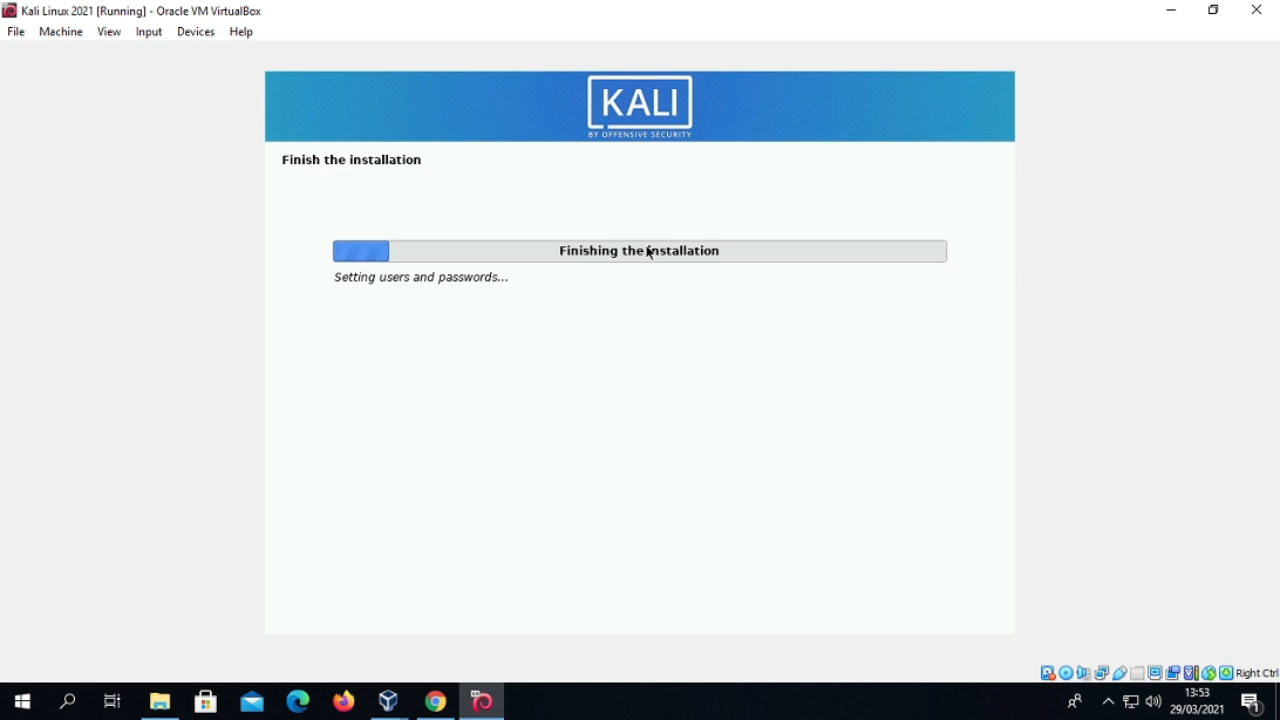 Kali Linux 2021 [Running] - Oracle VM VirtualBox
File Machine View Input Devices Help
KALI
BY OFFENSIVE SECURITY
Finish the installation
Finishing the installation
Setting users and passwords...
Right Ctrl
13:53
29/03/2021
1